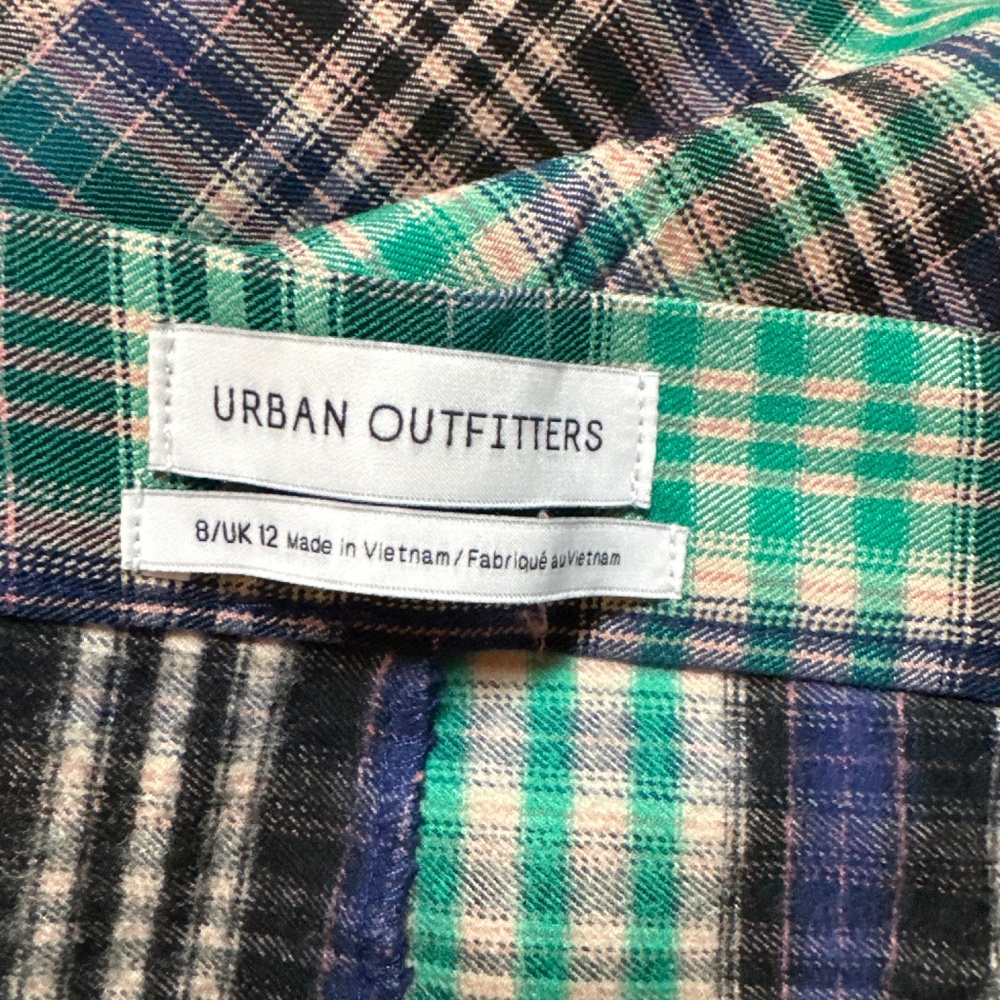 URBAN OUTFITTERS
8/UK 12 Made in Vietnam / Fabriqué au Vietnam